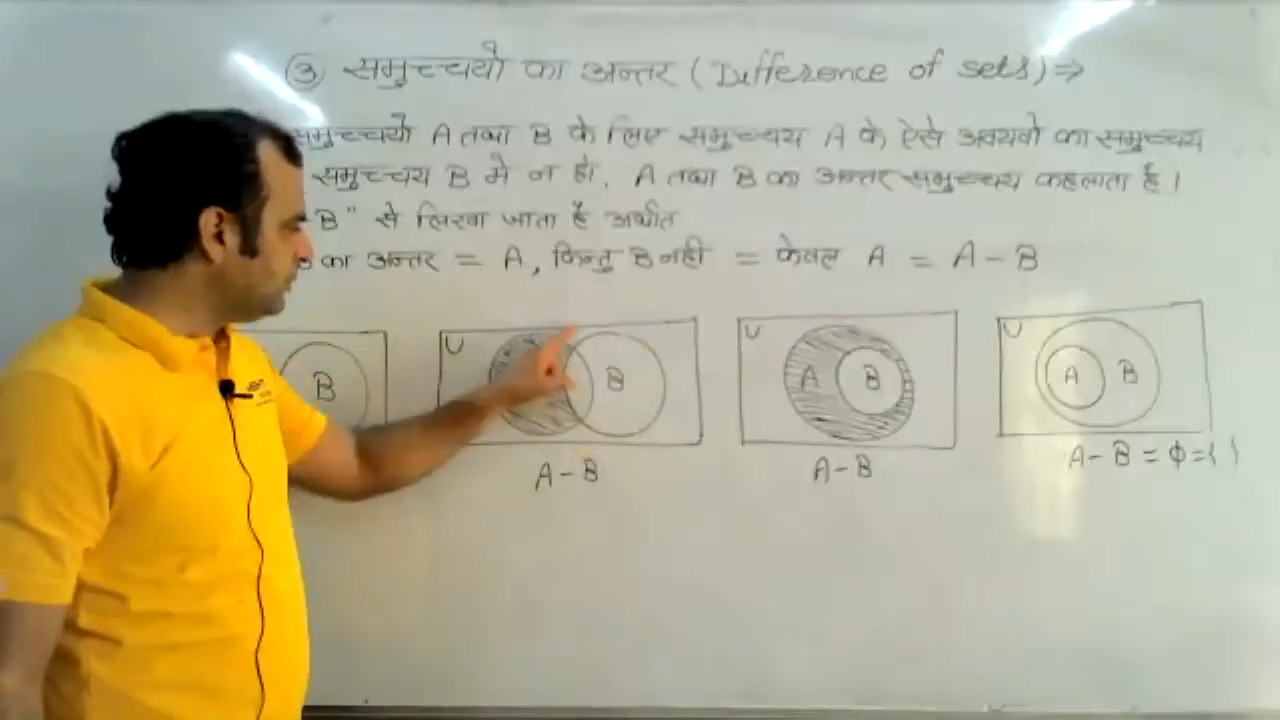 ③ समुच्चयो का अन्तर (Difference of sets) ⇒
समुच्चयो A तथा B के लिए समुच्चय A के ऐसे अवयवो का समुच्चय
समुच्चय B मे न हो, A तथा B का अन्तर समुच्चय कहलाता है।
B" से लिखा जाता है अर्थात
B का अन्तर = A, किन्तु B नही = केवल A = A - B
B
U B
U A B
U A B
A - B
A - B
A - B = Φ = { }